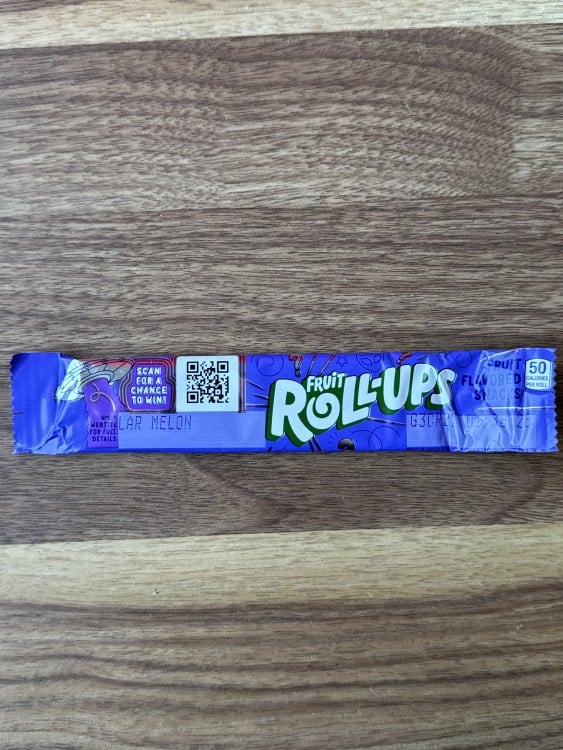 SCAN
FOR A
CHANCE
TO WIN!
WEBSITE
FOR FULL
DETAILS
LAR MELON
FRUIT
ROLL-UPS
FRUIT
FLAVORED
SNACKS
50
CALORIES
PER ROLL